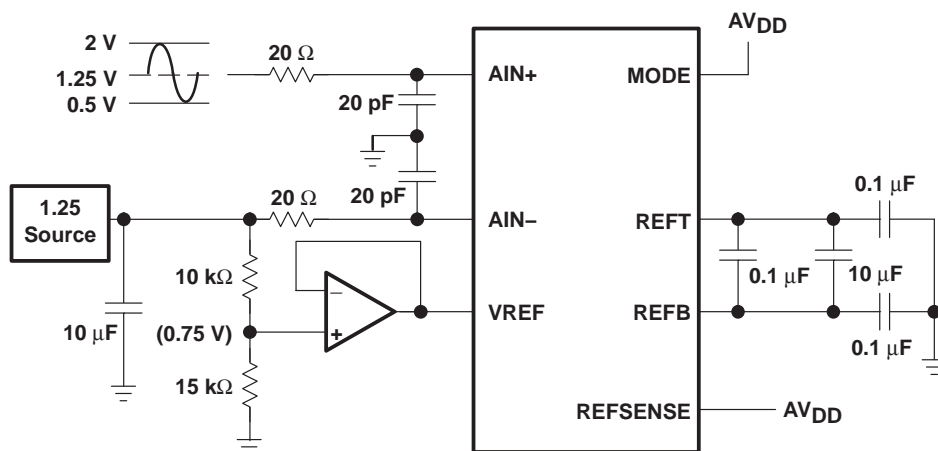 2 V
1.25 V
0.5 V
20 Ω
20 pF
AIN+
MODE
AVDD
1.25
Source
20 Ω
20 pF
AIN−
REFT
0.1 µF
10 kΩ
0.1 µF
10 µF
10 µF
(0.75 V)
−
+
VREF
REFB
0.1 µF
15 kΩ
REFSENSE
AVDD